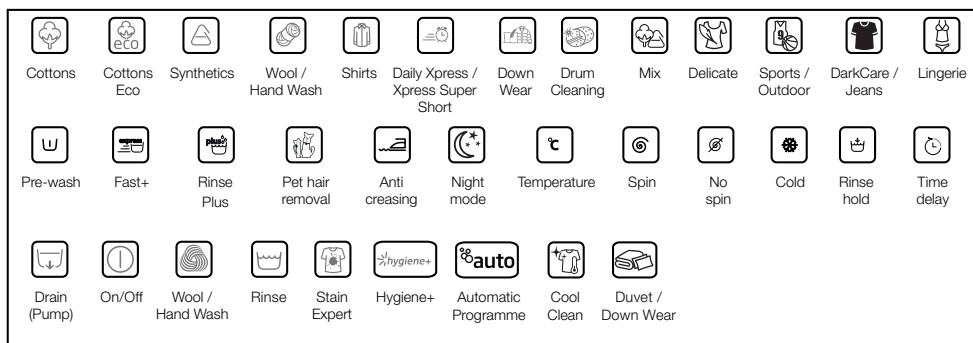 eco
9
Cottons Cottons Synthetics Wool / Shirts Daily Xpress / Down Drum Mix Delicate Sports / DarkCare / Lingerie
Eco Hand Wash Xpress Super Wear Cleaning Outdoor Jeans
Short
express plus °C
Pre-wash Fast+ Rinse Pet hair Anti Night Temperature Spin No Cold Rinse Time
Plus removal creasing mode spin hold delay
hygiene+ auto
Drain On/Off Wool / Rinse Stain Hygiene+ Automatic Cool Duvet /
(Pump) Hand Wash Expert Programme Clean Down Wear